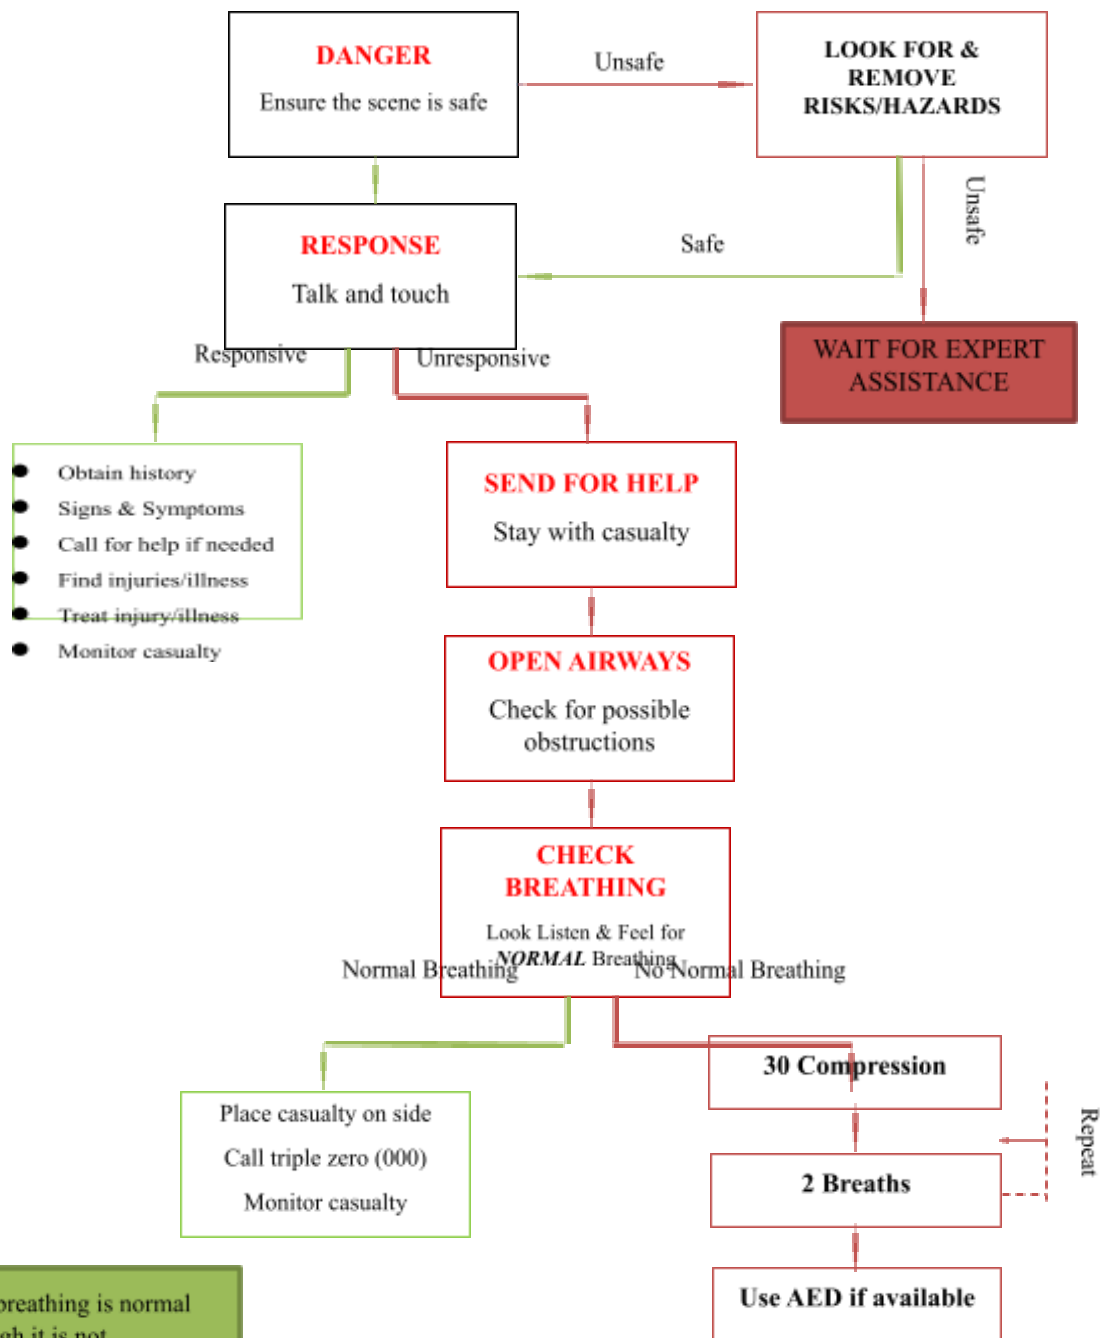 DANGER
Ensure the scene is safe
Unsafe
LOOK FOR &
REMOVE
RISKS/HAZARDS
Unsafe
RESPONSE
Talk and touch
Safe
WAIT FOR EXPERT
ASSISTANCE
Responsive
Unresponsive
Obtain history
Signs & Symptoms
Call for help if needed
Find injuries/illness
Treat injury/illness
Monitor casualty
SEND FOR HELP
Stay with casualty
OPEN AIRWAYS
Check for possible
obstructions
CHECK
BREATHING
Look Listen & Feel for
NORMAL Breathing
Normal Breathing
No Normal Breathing
Place casualty on side
Call triple zero (000)
Monitor casualty
30 Compression
2 Breaths
Repeat
Use AED if available
breathing is normal
it is not